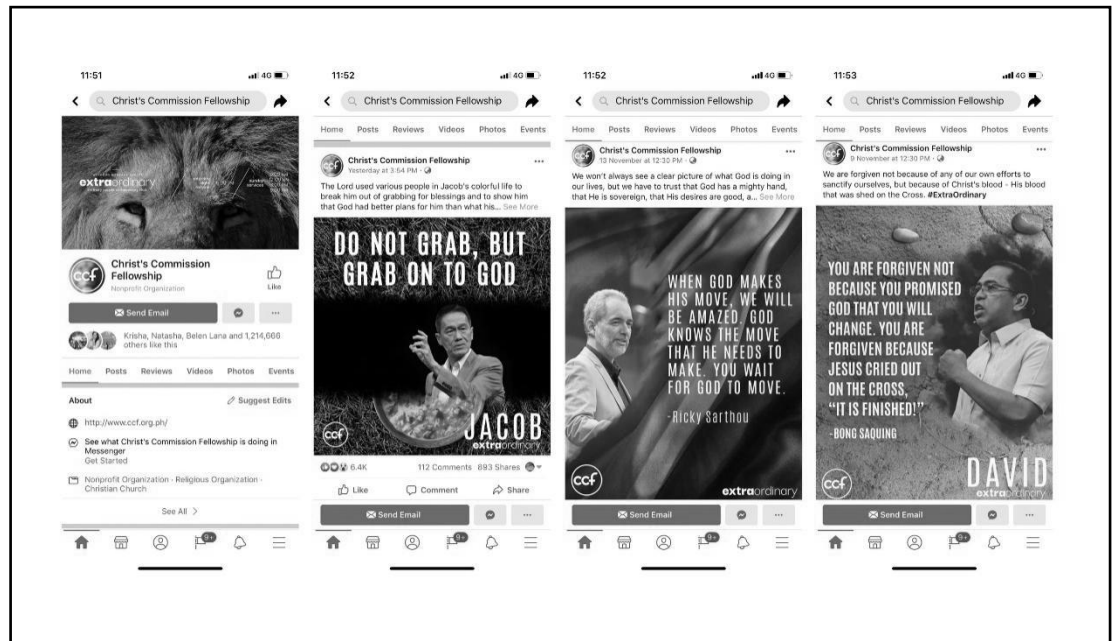 11:51
4G
Christ's Commission Fellowship
extraordinary
ccf
Christ's Commission
Fellowship
Nonprofit Organization
Like
Send Email
Krisha, Natasha, Belen Lana and 1,214,666
others like this
Home Posts Reviews Videos Photos Events
About
Suggest Edits
http://www.ccf.org.ph/
See what Christ's Commission Fellowship is doing in
Messenger
Get Started
Nonprofit Organization · Religious Organization ·
Christian Church
See All
9+
11:52
4G
Christ's Commission Fellowship
Home Posts Reviews Videos Photos Events
Christ's Commission Fellowship
Yesterday at 3:54 PM
The Lord used various people in Jacob's colorful life to
break him out of grabbing for blessings and to show him
that God had better plans for him than what his... See More
DO NOT GRAB, BUT
GRAB ON TO GOD
ccf
JACOB
extraordinary
6.4K 112 Comments 893 Shares
Like Comment Share
Send Email
9+
11:52
4G
Christ's Commission Fellowship
Home Posts Reviews Videos Photos Events
Christ's Commission Fellowship
13 November at 12:30 PM
We won't always see a clear picture of what God is doing in
our lives, but we have to trust that God has a mighty hand,
that He is sovereign, that His desires are good, a... See More
WHEN GOD MAKES
HIS MOVE, WE WILL
BE AMAZED. GOD
KNOWS THE MOVE
THAT HE NEEDS TO
MAKE. YOU WAIT
FOR GOD TO MOVE.
-Ricky Sarthou
ccf
extraordinary
Send Email
9+
11:53
4G
Christ's Commission Fellowship
Home Posts Reviews Videos Photos Events
Christ's Commission Fellowship
9 November at 12:30 PM
We are forgiven not because of any of our own efforts to
sanctify ourselves, but because of Christ's blood - His blood
that was shed on the Cross. #ExtraOrdinary
YOU ARE FORGIVEN NOT
BECAUSE YOU PROMISED
GOD THAT YOU WILL
CHANGE. YOU ARE
FORGIVEN BECAUSE
JESUS CRIED OUT
ON THE CROSS,
“IT IS FINISHED!”
-BONG SAQUING
ccf
DAVID
extraordinary
Send Email
9+